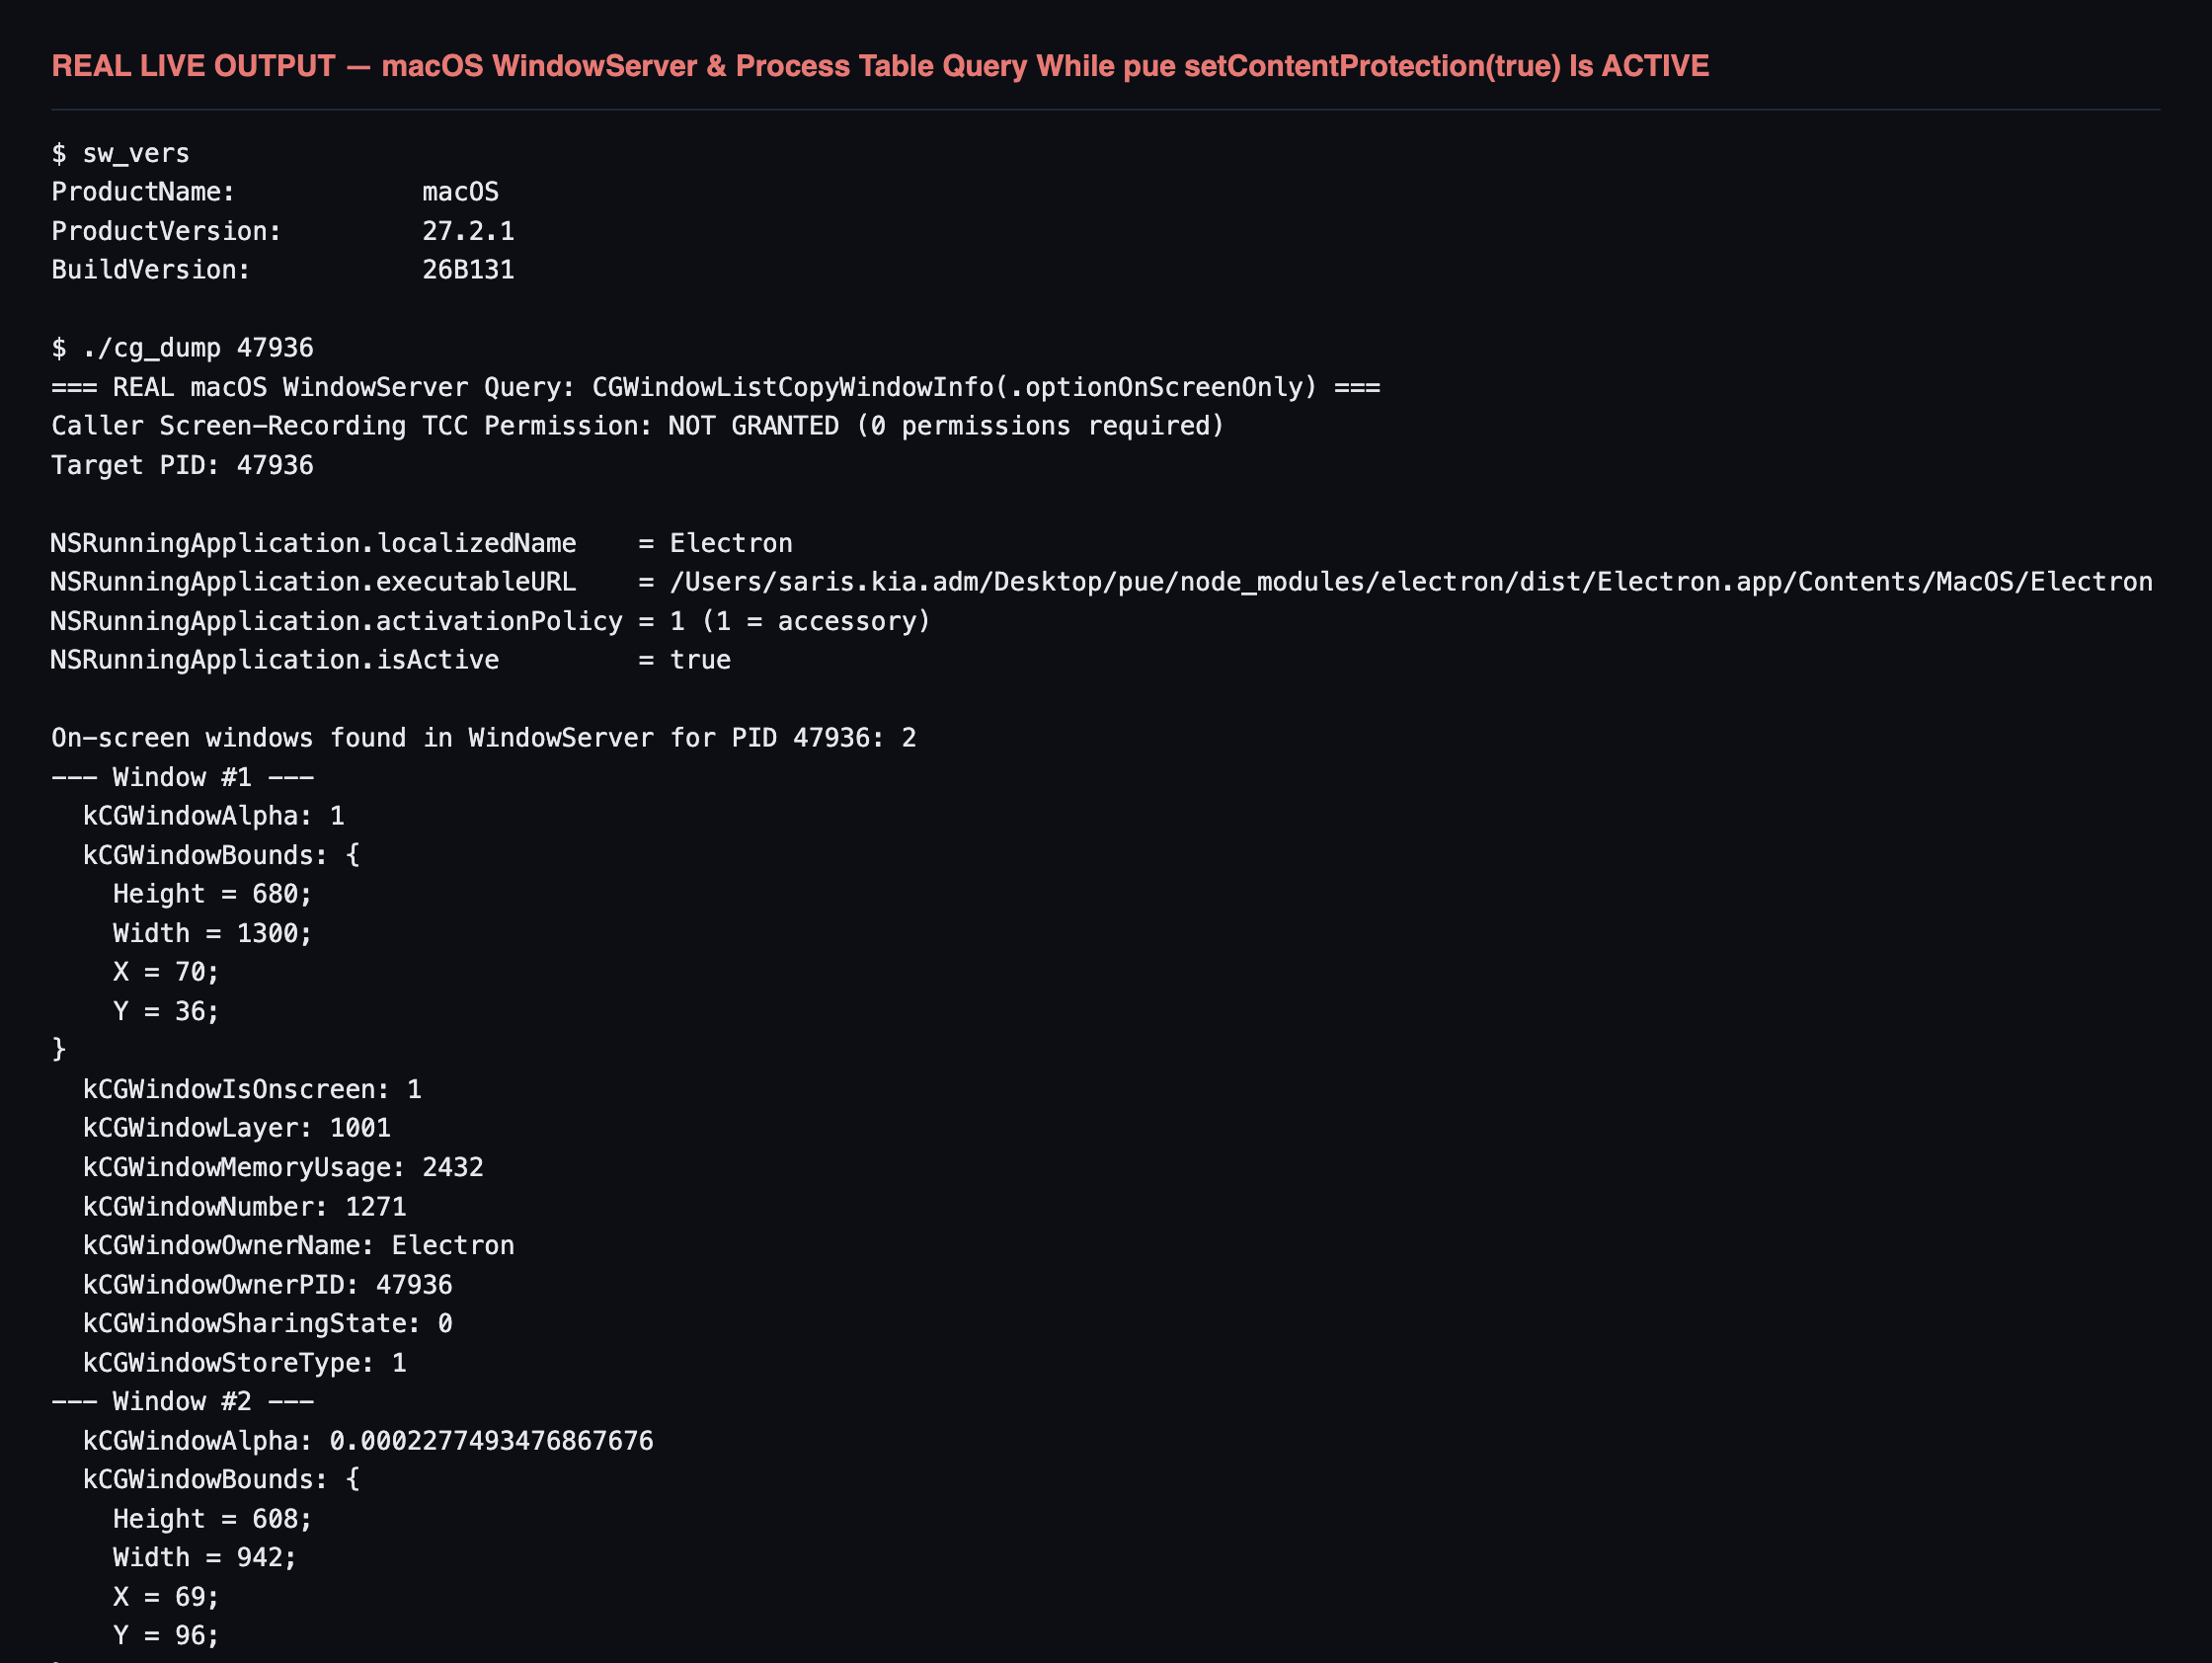 REAL LIVE OUTPUT — macOS WindowServer & Process Table Query While pue setContentProtection(true) Is ACTIVE
$ sw_vers
ProductName: macOS
ProductVersion: 27.2.1
BuildVersion: 26B131
$ ./cg_dump 47936
=== REAL macOS WindowServer Query: CGWindowListCopyWindowInfo(.optionOnScreenOnly) ===
Caller Screen-Recording TCC Permission: NOT GRANTED (0 permissions required)
Target PID: 47936
NSRunningApplication.localizedName = Electron
NSRunningApplication.executableURL = /Users/saris.kia.adm/Desktop/pue/node_modules/electron/dist/Electron.app/Contents/MacOS/Electron
NSRunningApplication.activationPolicy = 1 (1 = accessory)
NSRunningApplication.isActive = true
On-screen windows found in WindowServer for PID 47936: 2
--- Window #1 ---
kCGWindowAlpha: 1
kCGWindowBounds: {
Height = 680;
Width = 1300;
X = 70;
Y = 36;
}
kCGWindowIsOnscreen: 1
kCGWindowLayer: 1001
kCGWindowMemoryUsage: 2432
kCGWindowNumber: 1271
kCGWindowOwnerName: Electron
kCGWindowOwnerPID: 47936
kCGWindowSharingState: 0
kCGWindowStoreType: 1
--- Window #2 ---
kCGWindowAlpha: 0.0002277493476867676
kCGWindowBounds: {
Height = 608;
Width = 942;
X = 69;
Y = 96;